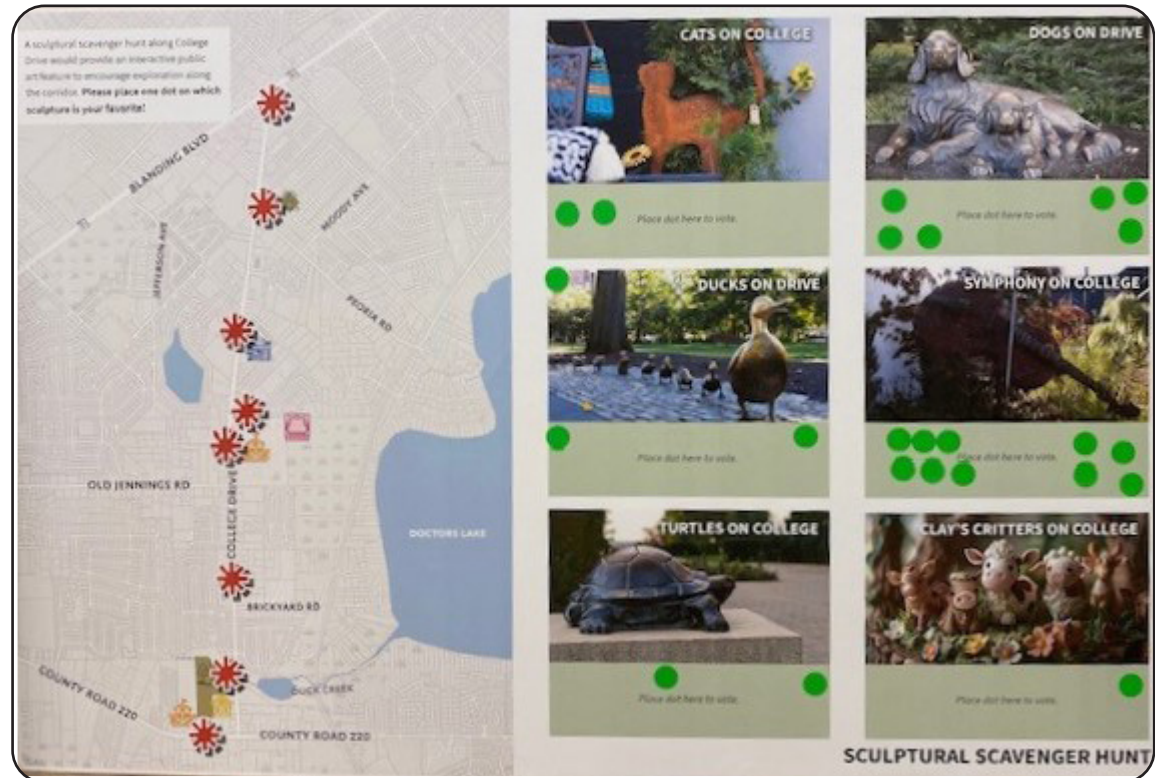 A sculptural scavenger hunt along College
Drive would provide an interactive public
art feature to encourage exploration along
the corridor. Please place one dot on which
sculpture is your favorite!
BLANDING BLVD
MOODY AVE
JEFFERSON AVE
PEORIA RD
OLD JENNINGS RD
COLLEGE DRIVE
DOCTORS LAKE
BRICKYARD RD
DUCK CREEK
COUNTY ROAD 220
COUNTY ROAD 220
CATS ON COLLEGE
Place dot here to vote.
DOGS ON DRIVE
Place dot here to vote.
DUCKS ON DRIVE
Place dot here to vote.
SYMPHONY ON COLLEGE
Place dot here to vote.
TURTLES ON COLLEGE
Place dot here to vote.
CLAY'S CRITTERS ON COLLEGE
Place dot here to vote.
SCULPTURAL SCAVENGER HUNT